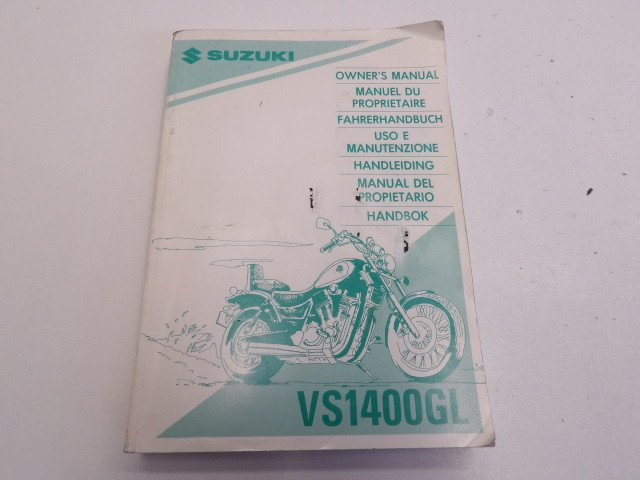 SUZUKI
OWNER'S MANUAL
MANUEL DU
PROPRIETAIRE
FAHRERHANDBUCH
USO E
MANUTENZIONE
HANDLEIDING
MANUAL DEL
PROPIETARIO
HANDBOK
VS1400GL